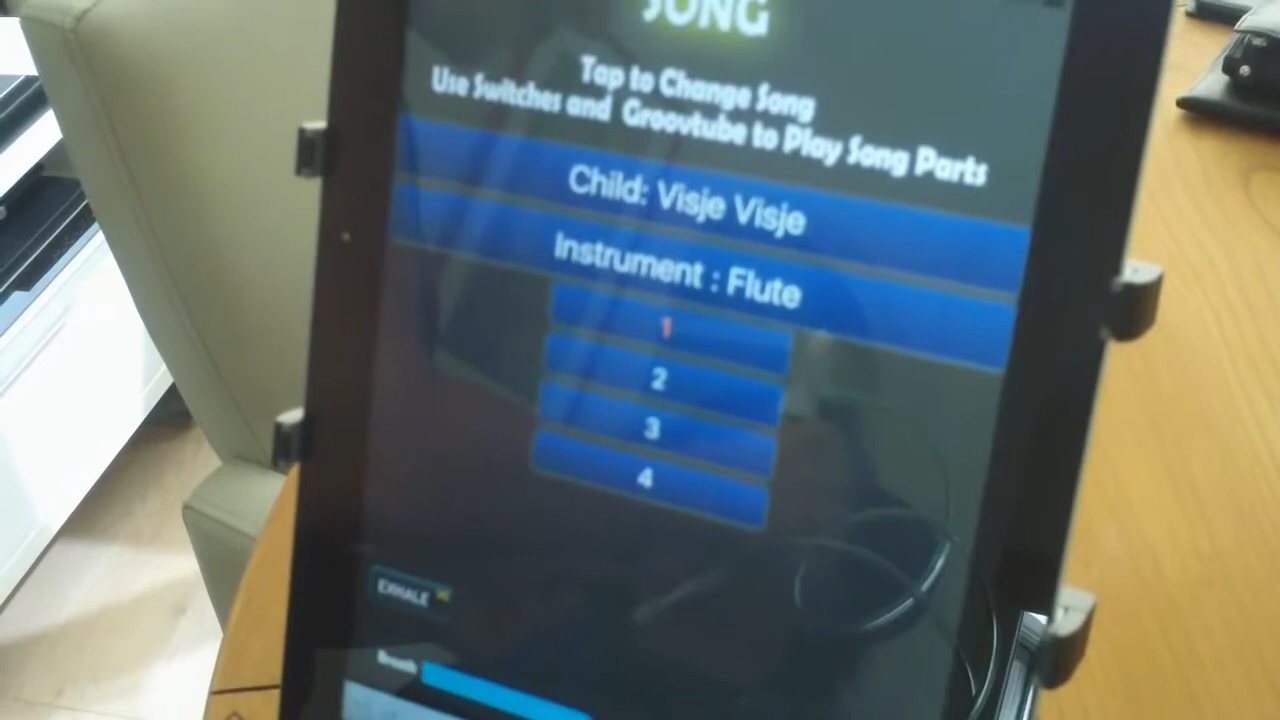 SONG
Tap to Change Song
Use Switches and Groovtube to Play Song Parts
Child: Visje Visje
Instrument : Flute
1
2
3
4
EXHALE
Breath